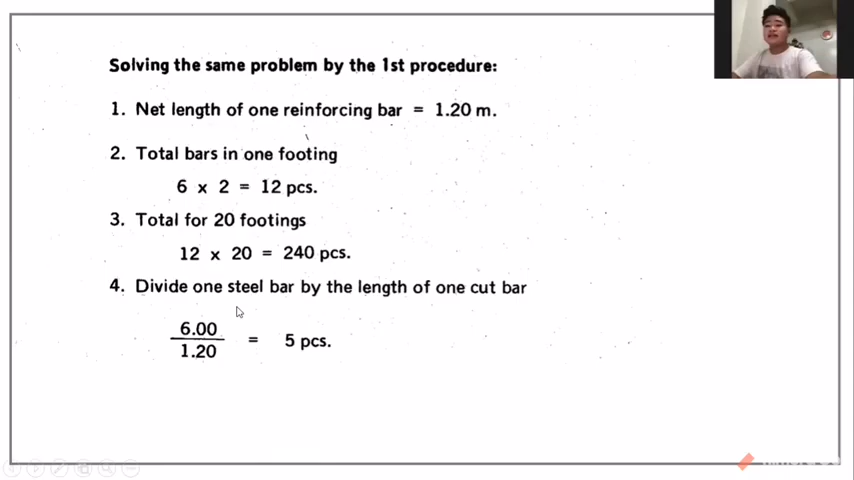 Solving the same problem by the 1st procedure:
1. Net length of one reinforcing bar = 1.20 m.
2. Total bars in one footing
6 x 2 = 12 pcs.
3. Total for 20 footings
12 x 20 = 240 pcs.
4. Divide one steel bar by the length of one cut bar
6.00
1.20
= 5 pcs.